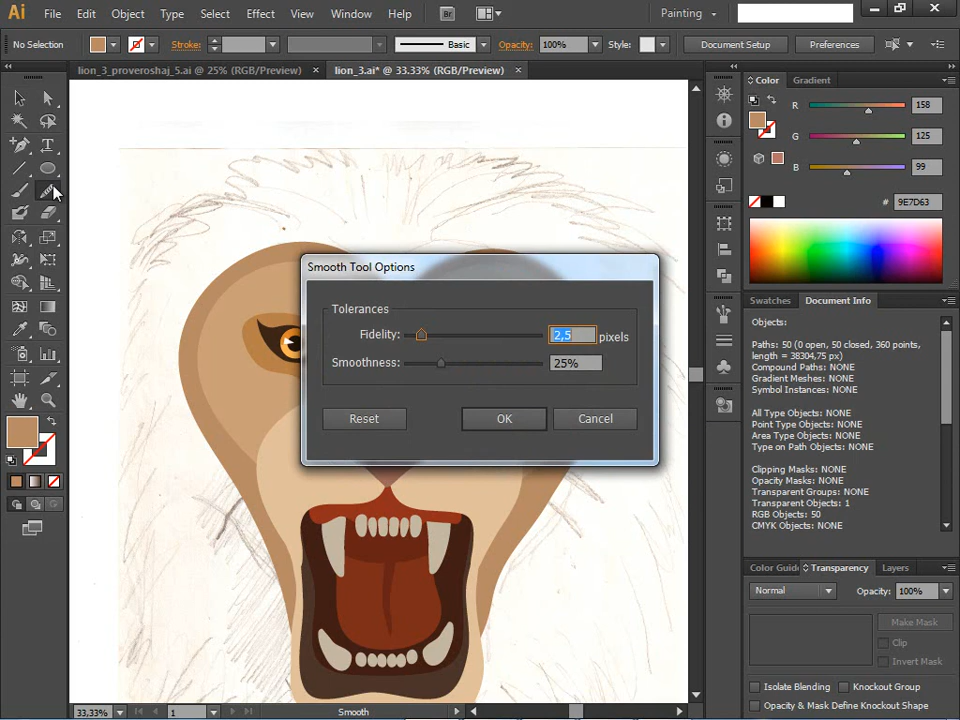 Ai File Edit Object Type Select Effect View Window Help Br Painting
No Selection Stroke: Basic Opacity: 100% Style: Document Setup Preferences
lion_3_proveroshaj_5.ai @ 25% (RGB/Preview) × lion_3.ai* @ 33.33% (RGB/Preview) ×
Color Gradient
R 158
G 125
B 99
# 9E7D63
Smooth Tool Options
Tolerances
Fidelity: 2,5 pixels
Smoothness: 25%
Reset OK Cancel
Swatches Document Info
Objects:
Paths: 50 (0 open, 50 closed, 360 points,
length = 38304,75 px)
Compound Paths: NONE
Gradient Meshes: NONE
Symbol Instances: NONE
All Type Objects: NONE
Point Type Objects: NONE
Area Type Objects: NONE
Type on Path Objects: NONE
Clipping Masks: NONE
Opacity Masks: NONE
Transparent Groups: NONE
Transparent Objects: 1
RGB Objects: 50
CMYK Objects: NONE
Color Guide Transparency Layers
Normal Opacity: 100%
Make Mask
Clip
Invert Mask
Isolate Blending Knockout Group
Opacity & Mask Define Knockout Shape
33,33% 1 Smooth